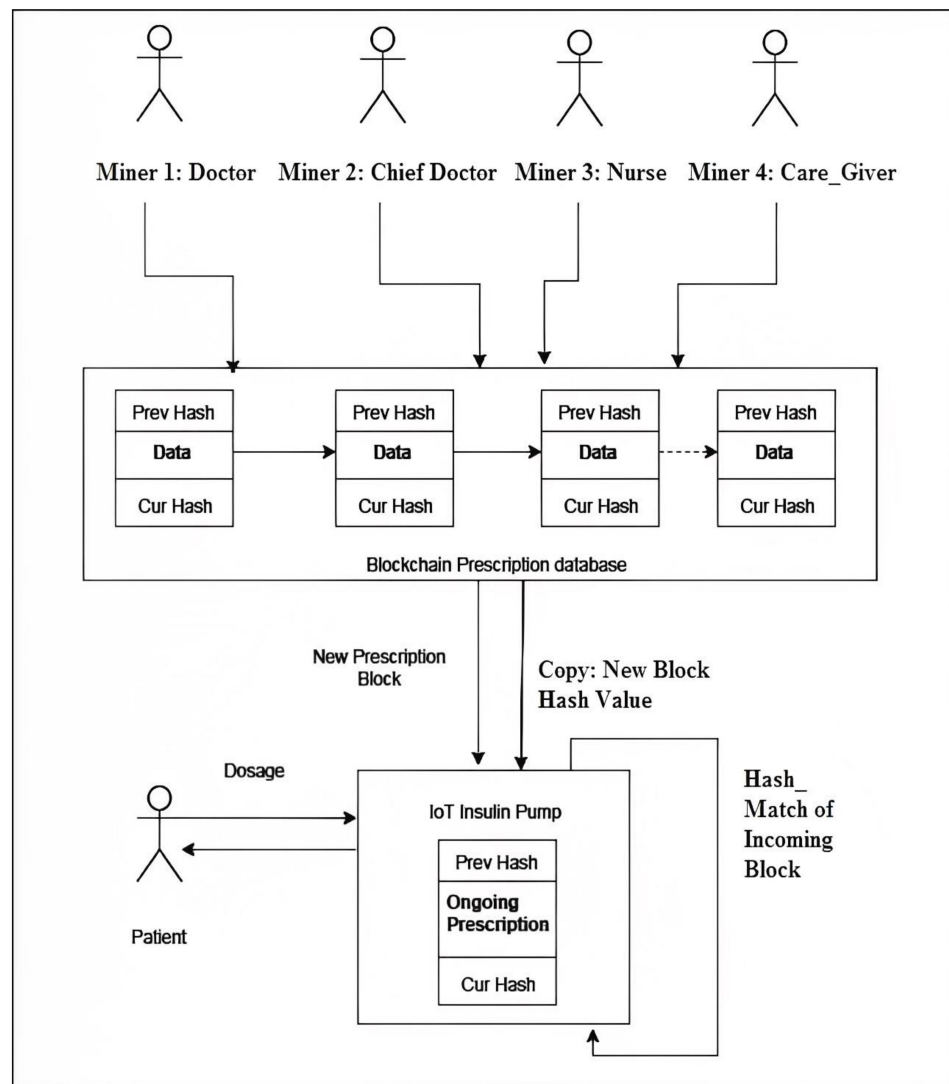 Miner 1: Doctor
Miner 2: Chief Doctor
Miner 3: Nurse
Miner 4: Care_Giver
Prev Hash
Data
Cur Hash
Prev Hash
Data
Cur Hash
Prev Hash
Data
Cur Hash
Prev Hash
Data
Cur Hash
Blockchain Prescription database
New Prescription
Block
Copy: New Block
Hash Value
Dosage
Patient
IoT Insulin Pump
Prev Hash
Ongoing
Prescription
Cur Hash
Hash_
Match of
Incoming
Block